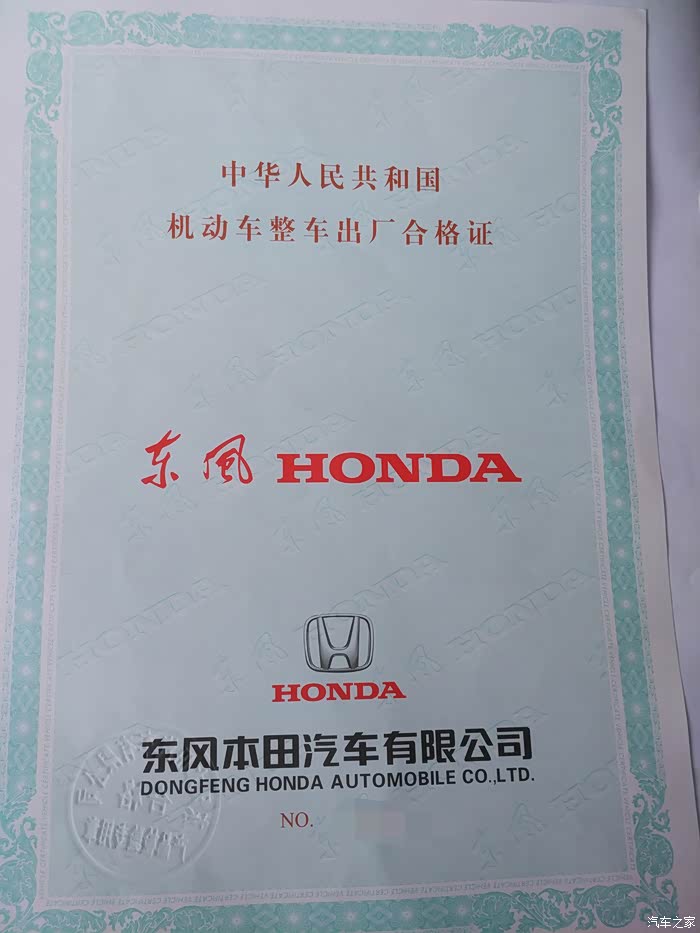 中华人民共和国
机动车整车出厂合格证
东风 HONDA
HONDA
东风本田汽车有限公司
DONGFENG HONDA AUTOMOBILE CO.,LTD.
NO.
汽车之家